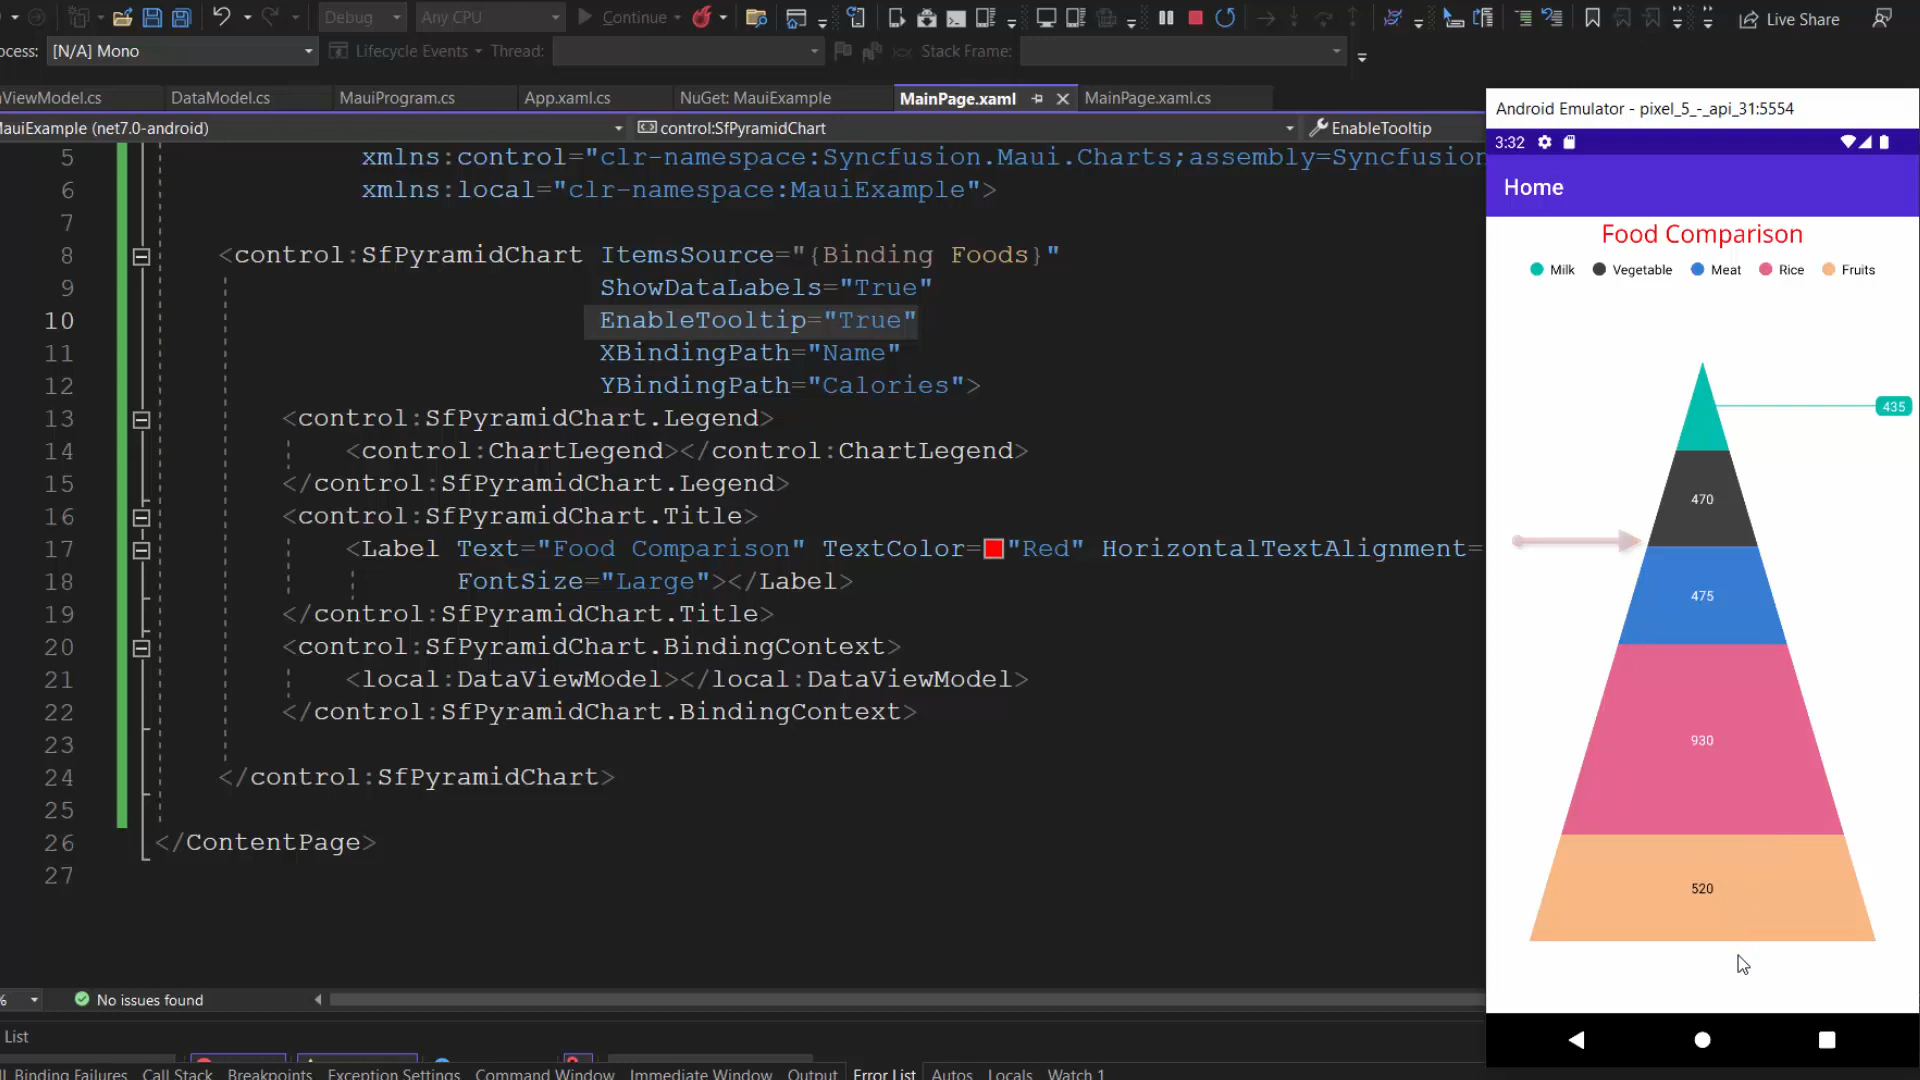 Debug
Any CPU
Continue
Live Share
ocess:
[N/A] Mono
Lifecycle Events
Thread:
Stack Frame:
ViewModel.cs
DataModel.cs
MauiProgram.cs
App.xaml.cs
NuGet: MauiExample
MainPage.xaml
MainPage.xaml.cs
MauiExample (net7.0-android)
control:SfPyramidChart
EnableTooltip
5 xmlns:control="clr-namespace:Syncfusion.Maui.Charts;assembly=Syncfusion
6 xmlns:local="clr-namespace:MauiExample">
7
8 <control:SfPyramidChart ItemsSource="{Binding Foods}"
9 ShowDataLabels="True"
10 EnableTooltip="True"
11 XBindingPath="Name"
12 YBindingPath="Calories">
13 <control:SfPyramidChart.Legend>
14 <control:ChartLegend></control:ChartLegend>
15 </control:SfPyramidChart.Legend>
16 <control:SfPyramidChart.Title>
17 <Label Text="Food Comparison" TextColor="Red" HorizontalTextAlignment=
18 FontSize="Large"></Label>
19 </control:SfPyramidChart.Title>
20 <control:SfPyramidChart.BindingContext>
21 <local:DataViewModel></local:DataViewModel>
22 </control:SfPyramidChart.BindingContext>
23
24 </control:SfPyramidChart>
25
26 </ContentPage>
27
%
No issues found
List
Binding Failures
Call Stack
Breakpoints
Exception Settings
Command Window
Immediate Window
Output
Error List
Autos
Locals
Watch 1
Android Emulator - pixel_5_-_api_31:5554
3:32
Home
Food Comparison
Milk
Vegetable
Meat
Rice
Fruits
435
470
475
930
520